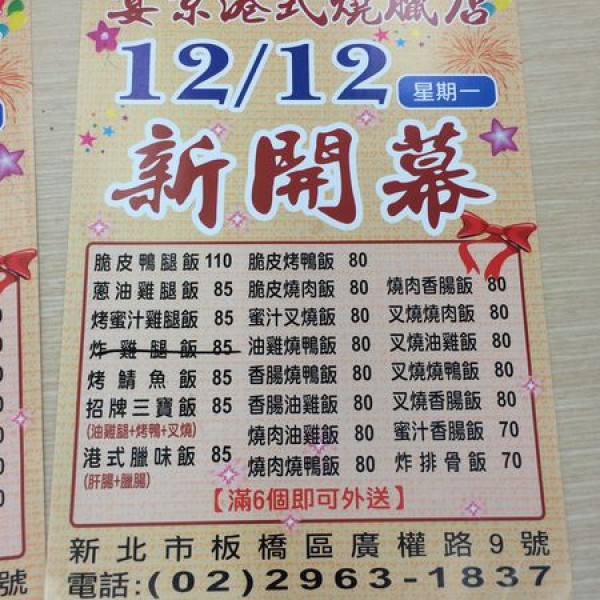 宴京港式燒臘店
12/12 星期一
新開幕
脆皮鴨腿飯 110
蔥油雞腿飯 85
烤蜜汁雞腿飯 85
炸雞腿飯 85
烤鯖魚飯 85
招牌三寶飯 85
(油雞腿+烤鴨+叉燒)
港式臘味飯 85
(肝腸+臘腸)
脆皮烤鴨飯 80
脆皮燒肉飯 80
蜜汁叉燒飯 80
油雞燒鴨飯 80
香腸燒鴨飯 80
香腸油雞飯 80
燒肉油雞飯 80
燒肉燒鴨飯 80
燒肉香腸飯 80
叉燒燒肉飯 80
叉燒油雞飯 80
叉燒燒鴨飯 80
叉燒香腸飯 80
蜜汁香腸飯 70
炸排骨飯 70
【滿6個即可外送】
新北市板橋區廣權路9號
電話:(02)2963-1837
號